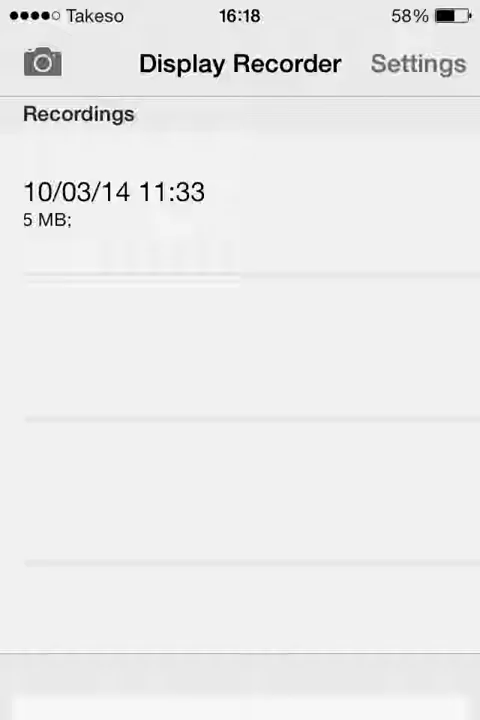 Takeso 16:18 58%
Display Recorder Settings
Recordings
10/03/14 11:33
5 MB;